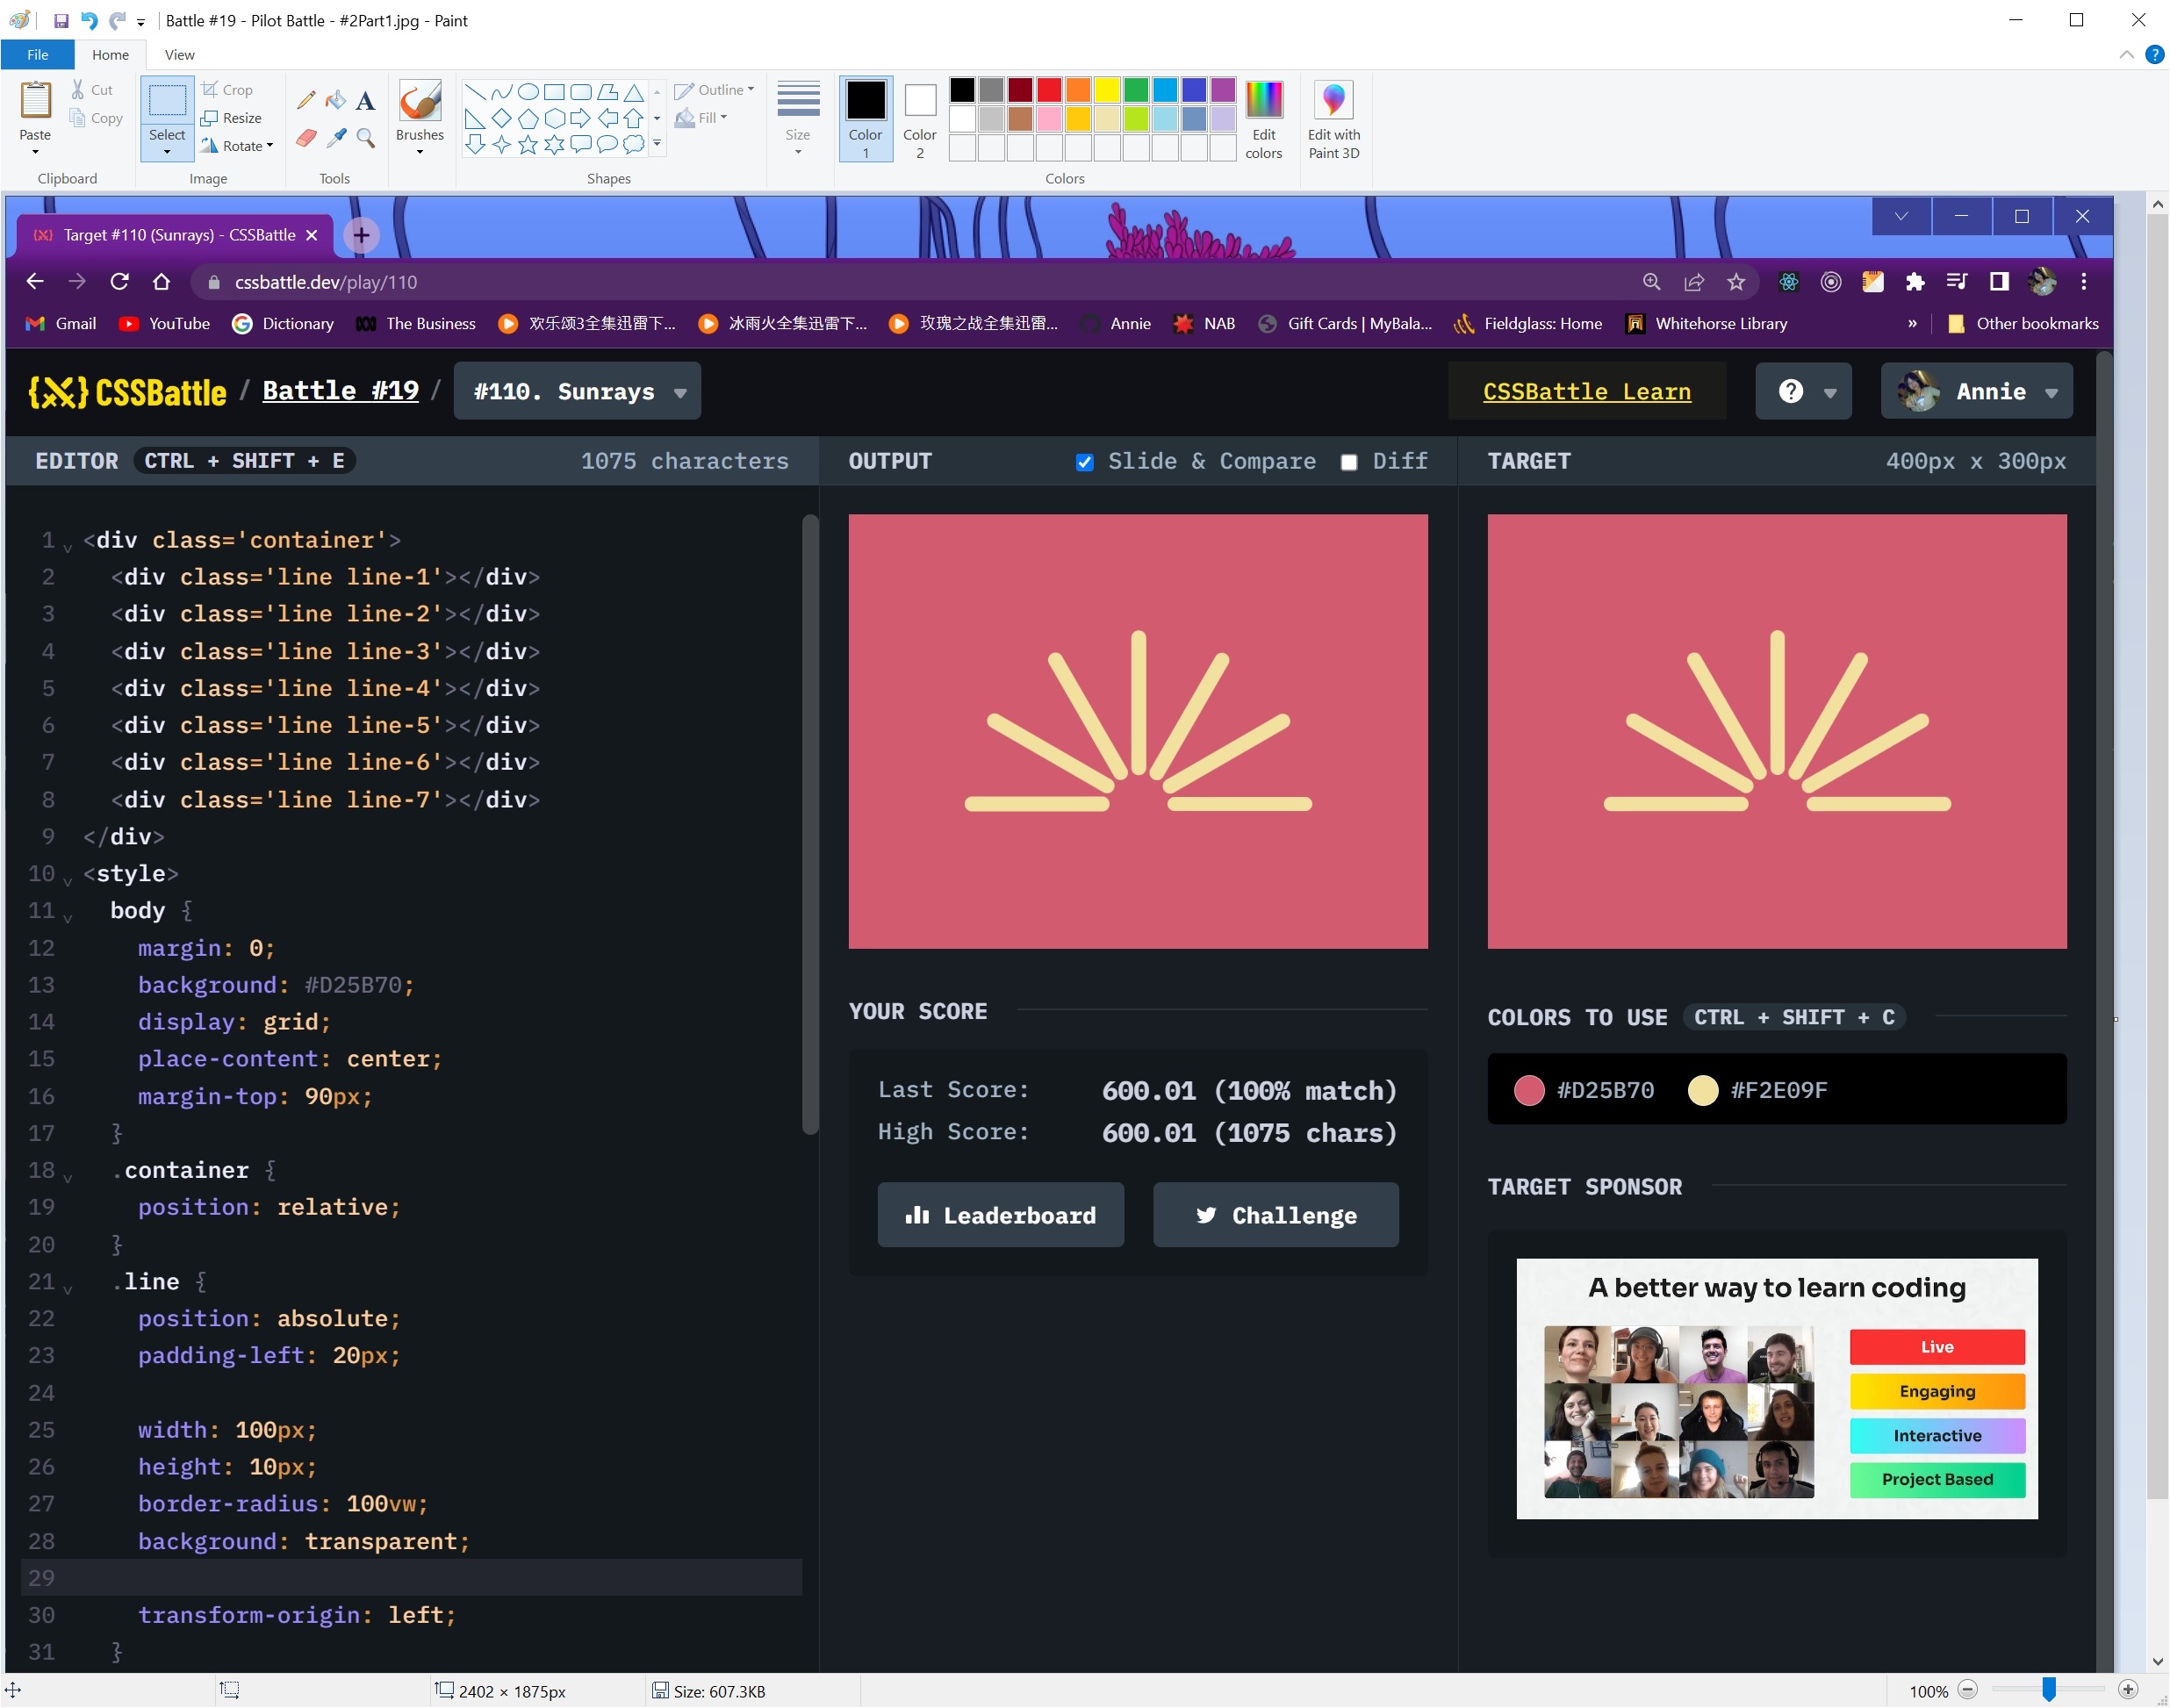 Battle #19 - Pilot Battle - #2Part1.jpg - Paint
File Home View
Paste
Cut
Copy
Clipboard
Select
Crop
Resize
Rotate
Image
A
Tools
Brushes
Shapes
Outline
Fill
Size
Color 1
Color 2
Edit colors
Colors
Edit with Paint 3D
Target #110 (Sunrays) - CSSBattle
cssbattle.dev/play/110
Gmail YouTube Dictionary The Business 欢乐颂3全集迅雷下... 冰雨火全集迅雷下... 玫瑰之战全集迅雷... Annie NAB Gift Cards | MyBala... Fieldglass: Home Whitehorse Library » Other bookmarks
CSSBattle / Battle #19 / #110. Sunrays CSSBattle Learn ? Annie
EDITOR CTRL + SHIFT + E 1075 characters
1 <div class='container'>
2 <div class='line line-1'></div>
3 <div class='line line-2'></div>
4 <div class='line line-3'></div>
5 <div class='line line-4'></div>
6 <div class='line line-5'></div>
7 <div class='line line-6'></div>
8 <div class='line line-7'></div>
9 </div>
10 <style>
11 body {
12 margin: 0;
13 background: #D25B70;
14 display: grid;
15 place-content: center;
16 margin-top: 90px;
17 }
18 .container {
19 position: relative;
20 }
21 .line {
22 position: absolute;
23 padding-left: 20px;
24
25 width: 100px;
26 height: 10px;
27 border-radius: 100vw;
28 background: transparent;
29
30 transform-origin: left;
31 }
OUTPUT Slide & Compare Diff
YOUR SCORE
Last Score: 600.01 (100% match)
High Score: 600.01 (1075 chars)
Leaderboard Challenge
TARGET 400px x 300px
COLORS TO USE CTRL + SHIFT + C
#D25B70 #F2E09F
TARGET SPONSOR
A better way to learn coding
Live
Engaging
Interactive
Project Based
2402 × 1875px
Size: 607.3KB
100%